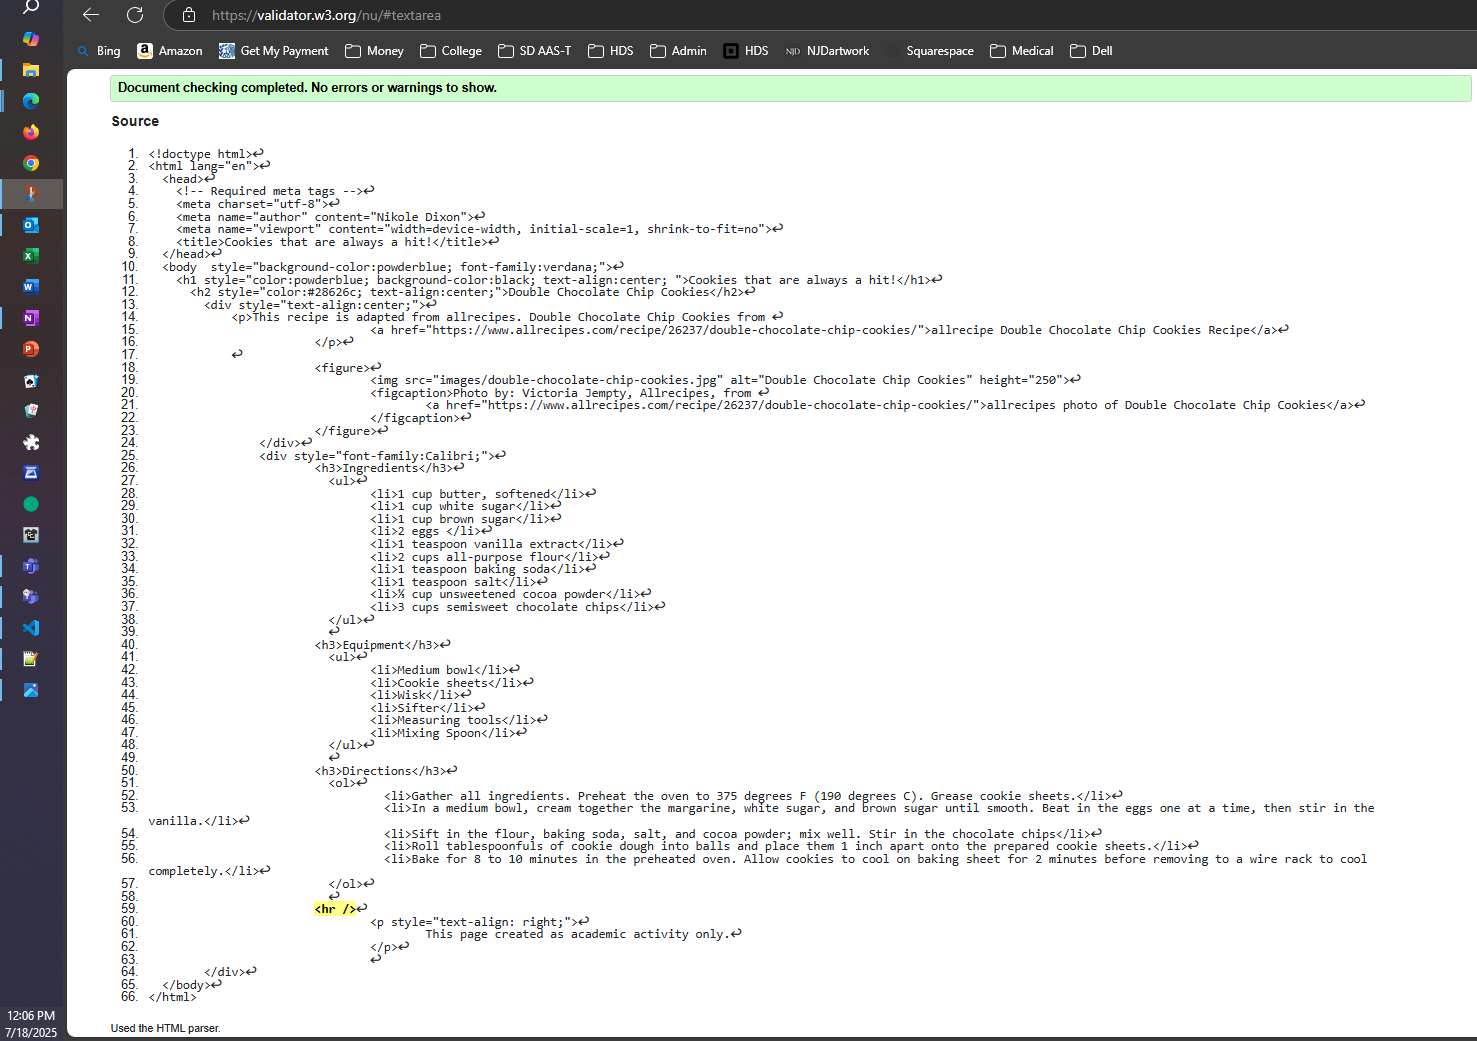 https://validator.w3.org/nu/#textarea
Bing Amazon Get My Payment Money College SD AAS-T HDS Admin HDS NJD NJDartwork Squarespace Medical Dell
Document checking completed. No errors or warnings to show.
Source
1. <!doctype html>↩
2. <html lang="en">↩
3. <head>↩
4. <!-- Required meta tags -->↩
5. <meta charset="utf-8">↩
6. <meta name="author" content="Nikole Dixon">↩
7. <meta name="viewport" content="width=device-width, initial-scale=1, shrink-to-fit=no">↩
8. <title>Cookies that are always a hit!</title>↩
9. </head>↩
10. <body  style="background-color:powderblue; font-family:verdana;">↩
11. <h1 style="color:powderblue; background-color:black; text-align:center; ">Cookies that are always a hit!</h1>↩
12. <h2 style="color:#28626c; text-align:center;">Double Chocolate Chip Cookies</h2>↩
13. <div style="text-align:center;">↩
14. <p>This recipe is adapted from allrecipes. Double Chocolate Chip Cookies from ↩
15. <a href="https://www.allrecipes.com/recipe/26237/double-chocolate-chip-cookies/">allrecipe Double Chocolate Chip Cookies Recipe</a>↩
16. </p>↩
17. ↩
18. <figure>↩
19. <img src="images/double-chocolate-chip-cookies.jpg" alt="Double Chocolate Chip Cookies" height="250">↩
20. <figcaption>Photo by: Victoria Jempty, Allrecipes, from ↩
21. <a href="https://www.allrecipes.com/recipe/26237/double-chocolate-chip-cookies/">allrecipes photo of Double Chocolate Chip Cookies</a>↩
22. </figcaption>↩
23. </figure>↩
24. </div>↩
25. <div style="font-family:Calibri;">↩
26. <h3>Ingredients</h3>↩
27. <ul>↩
28. <li>1 cup butter, softened</li>↩
29. <li>1 cup white sugar</li>↩
30. <li>1 cup brown sugar</li>↩
31. <li>2 eggs </li>↩
32. <li>1 teaspoon vanilla extract</li>↩
33. <li>2 cups all-purpose flour</li>↩
34. <li>1 teaspoon baking soda</li>↩
35. <li>1 teaspoon salt</li>↩
36. <li> cup unsweetened cocoa powder</li>↩
37. <li>3 cups semisweet chocolate chips</li>↩
38. </ul>↩
39. ↩
40. <h3>Equipment</h3>↩
41. <ul>↩
42. <li>Medium bowl</li>↩
43. <li>Cookie sheets</li>↩
44. <li>Wisk</li>↩
45. <li>Sifter</li>↩
46. <li>Measuring tools</li>↩
47. <li>Mixing Spoon</li>↩
48. </ul>↩
49. ↩
50. <h3>Directions</h3>↩
51. <ol>↩
52. <li>Gather all ingredients. Preheat the oven to 375 degrees F (190 degrees C). Grease cookie sheets.</li>↩
53. <li>In a medium bowl, cream together the margarine, white sugar, and brown sugar until smooth. Beat in the eggs one at a time, then stir in the
vanilla.</li>↩
54. <li>Sift in the flour, baking soda, salt, and cocoa powder; mix well. Stir in the chocolate chips</li>↩
55. <li>Roll tablespoonfuls of cookie dough into balls and place them 1 inch apart onto the prepared cookie sheets.</li>↩
56. <li>Bake for 8 to 10 minutes in the preheated oven. Allow cookies to cool on baking sheet for 2 minutes before removing to a wire rack to cool
completely.</li>↩
57. </ol>↩
58. ↩
59. <hr />↩
60. <p style="text-align: right;">↩
61. This page created as academic activity only.↩
62. </p>↩
63. ↩
64. </div>↩
65. </body>↩
66. </html>
Used the HTML parser.
12:06 PM
7/18/2025